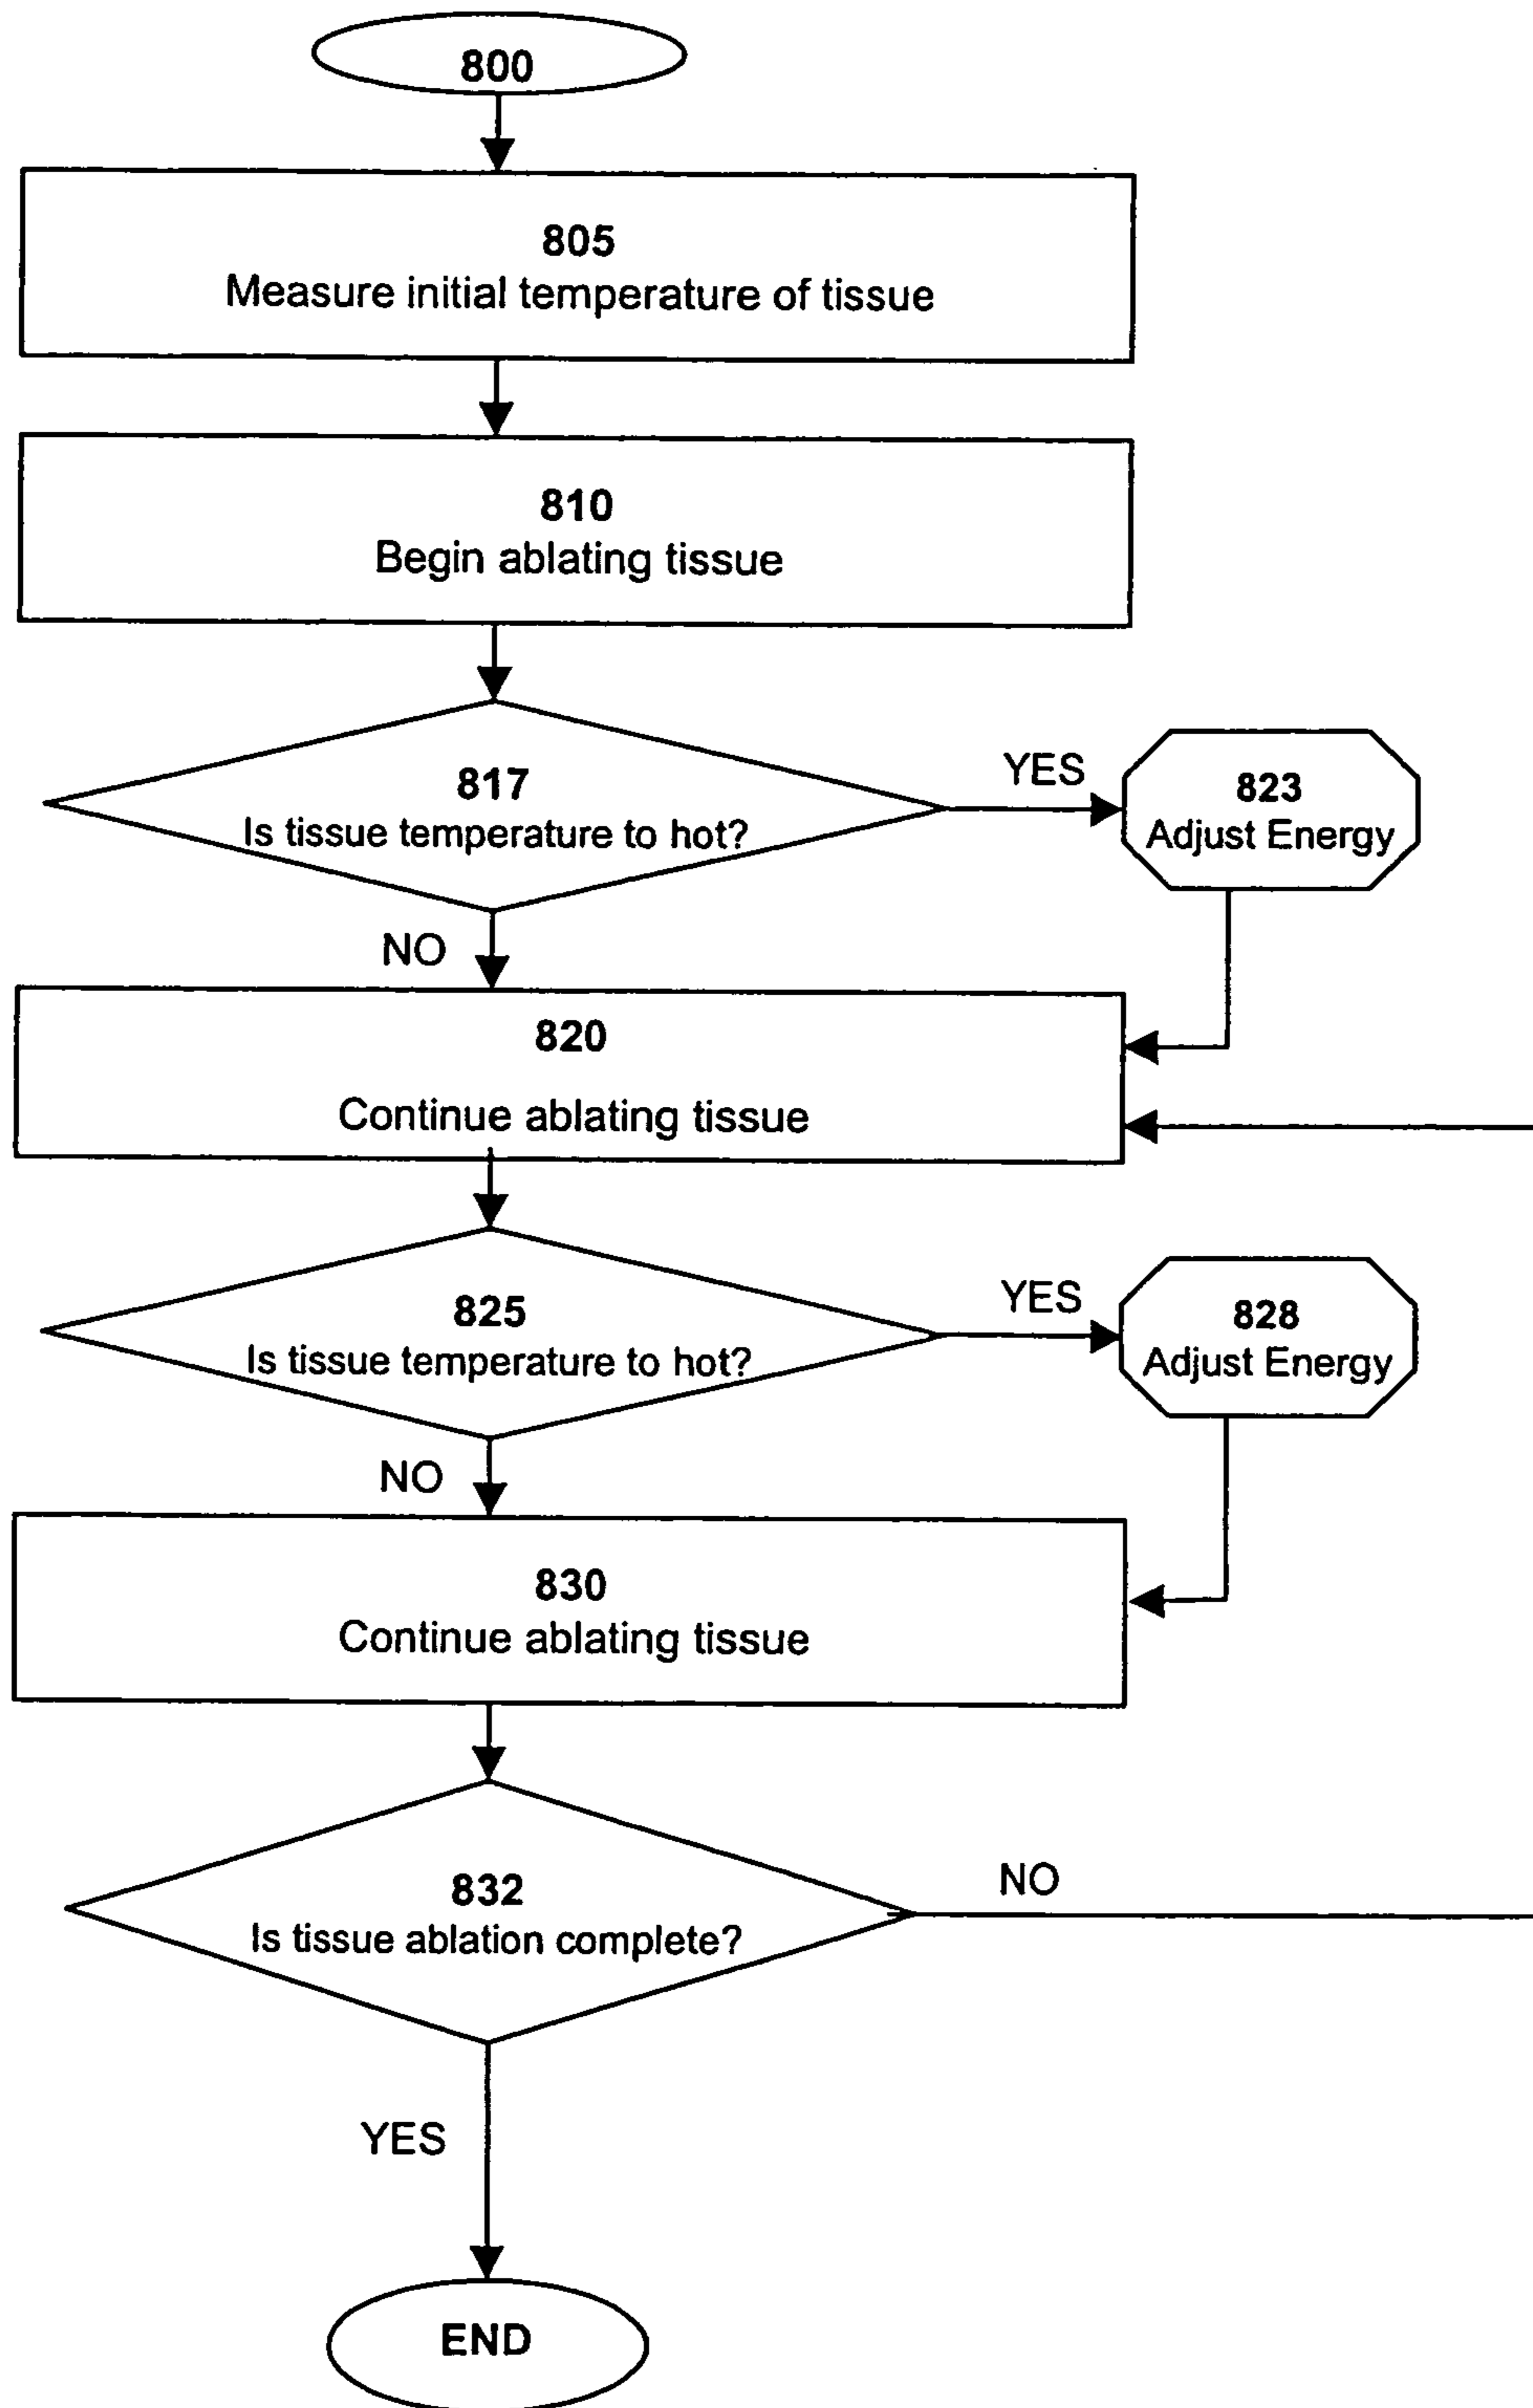 800
805
Measure initial temperature of tissue
810
Begin ablating tissue
817
Is tissue temperature to hot?
YES
823
Adjust Energy
NO
820
Continue ablating tissue
825
Is tissue temperature to hot?
YES
828
Adjust Energy
NO
830
Continue ablating tissue
832
Is tissue ablation complete?
NO
YES
END